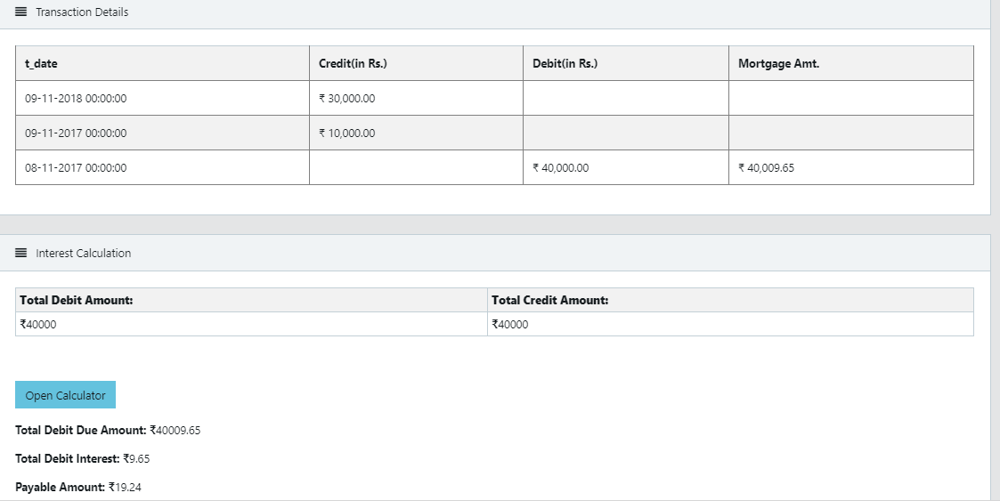 Transaction Details
t_date Credit(in Rs.) Debit(in Rs.) Mortgage Amt.
09-11-2018 00:00:00 ₹ 30,000.00
09-11-2017 00:00:00 ₹ 10,000.00
08-11-2017 00:00:00 ₹ 40,000.00 ₹ 40,009.65
Interest Calculation
Total Debit Amount: Total Credit Amount:
₹40000 ₹40000
Open Calculator
Total Debit Due Amount: ₹40009.65
Total Debit Interest: ₹9.65
Payable Amount: ₹19.24